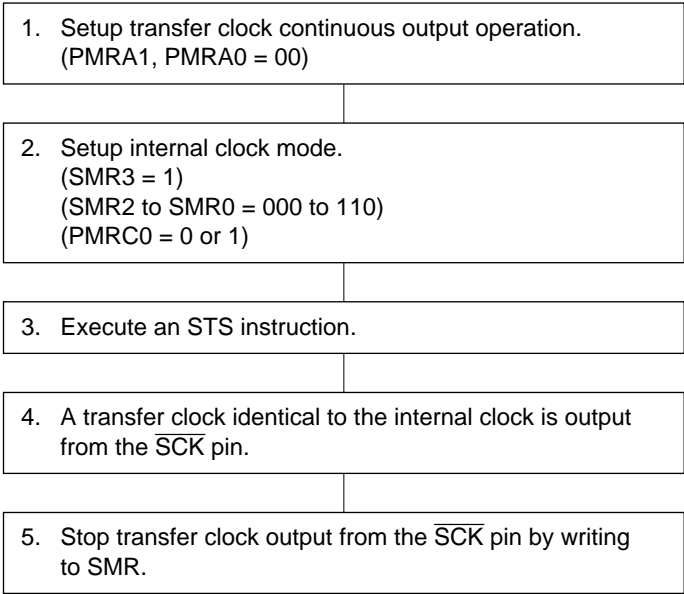 1. Setup transfer clock continuous output operation.
(PMRA1, PMRA0 = 00)
2. Setup internal clock mode.
(SMR3 = 1)
(SMR2 to SMR0 = 000 to 110)
(PMRC0 = 0 or 1)
3. Execute an STS instruction.
4. A transfer clock identical to the internal clock is output
from the S̅C̅K̅ pin.
5. Stop transfer clock output from the S̅C̅K̅ pin by writing
to SMR.